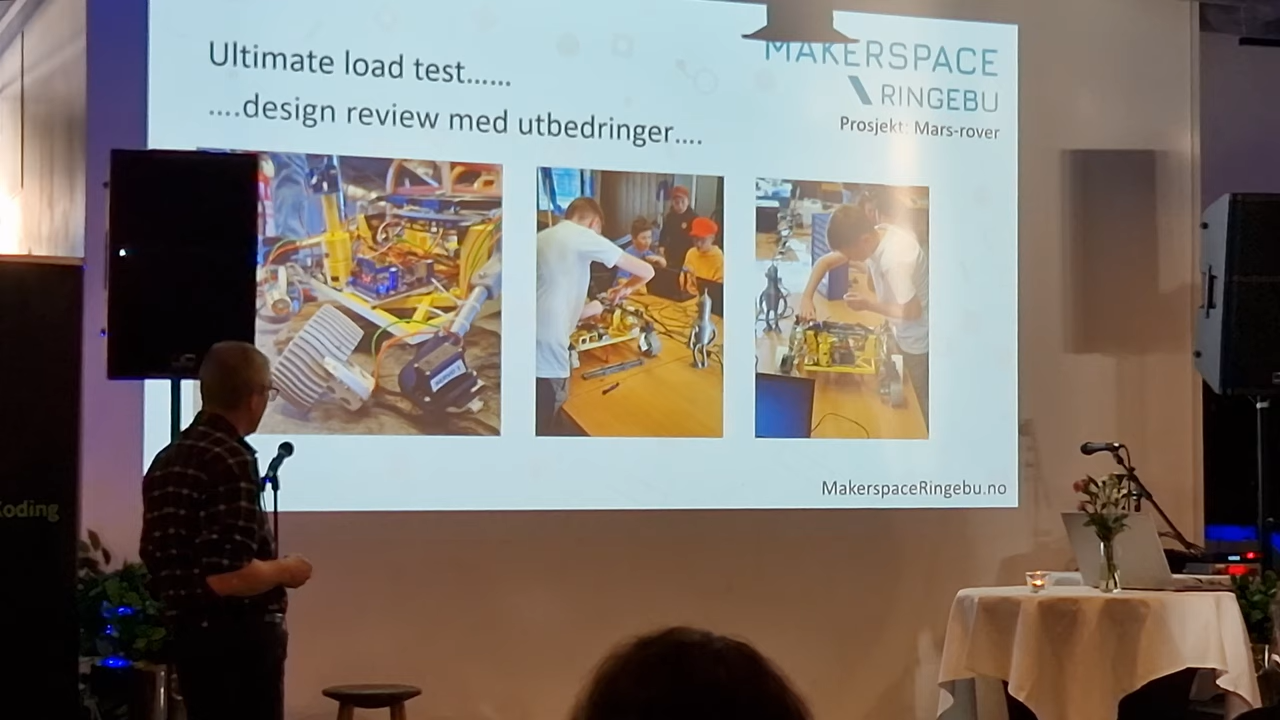 Ultimate load test......
....design review med utbedringer....
MAKERSPACE
RINGEBU
Prosjekt: Mars-rover
MakerspaceRingebu.no
Koding